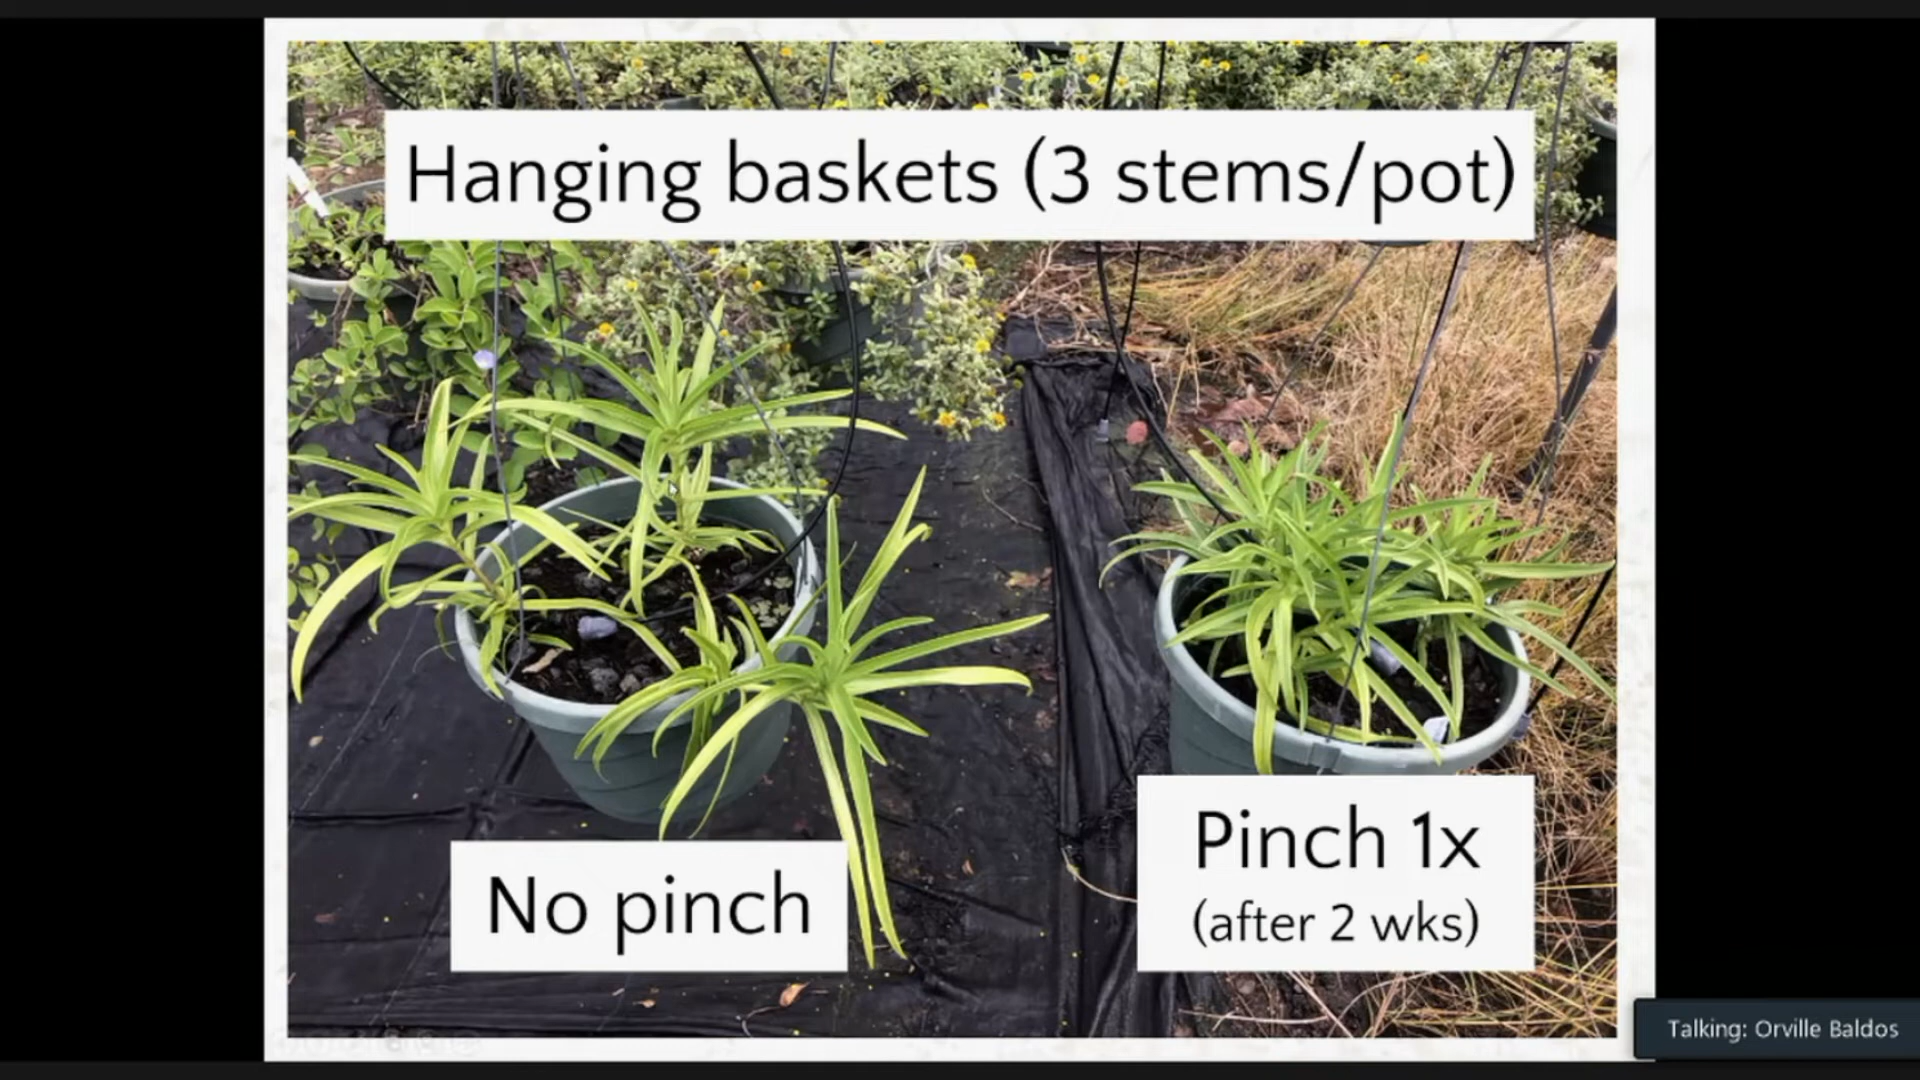 Hanging baskets (3 stems/pot)
No pinch
Pinch 1x
(after 2 wks)
Talking: Orville Baldos